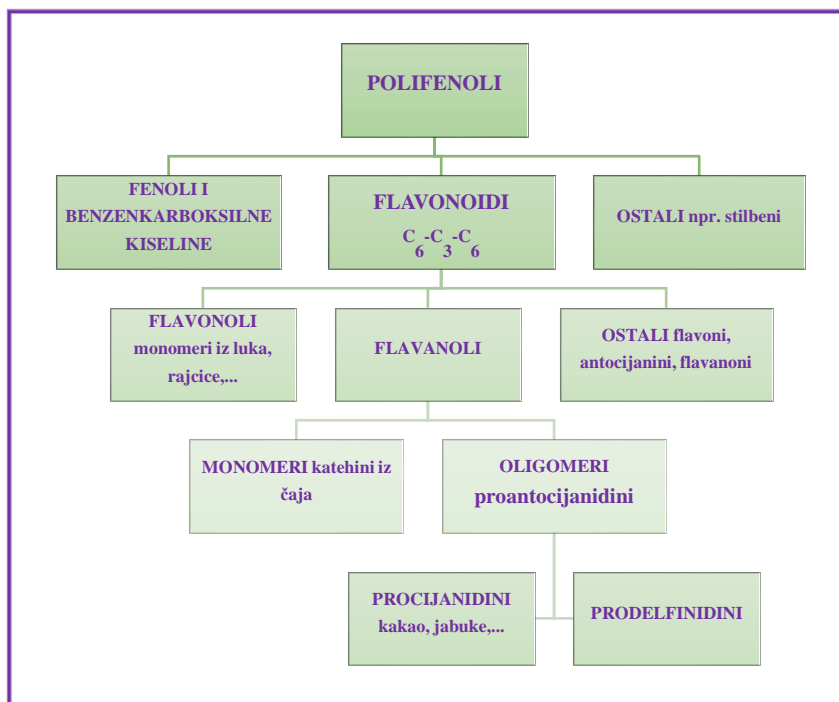 POLIFENOLI
FENOLI I
BENZENKARBOKSILNE
KISELINE
FLAVONOIDI
C6-C3-C6
OSTALI npr. stilbeni
FLAVONOLI
monomeri iz luka,
rajcice,...
FLAVANOLI
OSTALI flavoni,
antocijanini, flavanoni
MONOMERI katehini iz
čaja
OLIGOMERI
proantocijanidini
PROCIJANIDINI
kakao, jabuke,...
PRODELFINIDINI